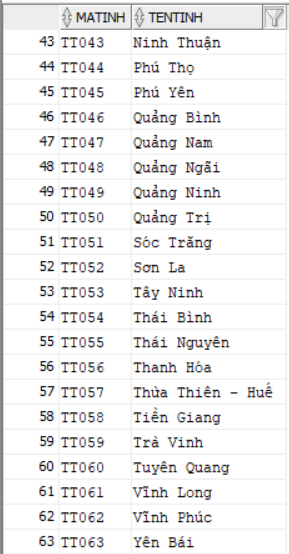 MATINH TENTINH
43 TT043 Ninh Thuận
44 TT044 Phú Thọ
45 TT045 Phú Yên
46 TT046 Quảng Bình
47 TT047 Quảng Nam
48 TT048 Quảng Ngãi
49 TT049 Quảng Ninh
50 TT050 Quảng Trị
51 TT051 Sóc Trăng
52 TT052 Sơn La
53 TT053 Tây Ninh
54 TT054 Thái Bình
55 TT055 Thái Nguyên
56 TT056 Thanh Hóa
57 TT057 Thừa Thiên - Huế
58 TT058 Tiền Giang
59 TT059 Trà Vinh
60 TT060 Tuyên Quang
61 TT061 Vĩnh Long
62 TT062 Vĩnh Phúc
63 TT063 Yên Bái